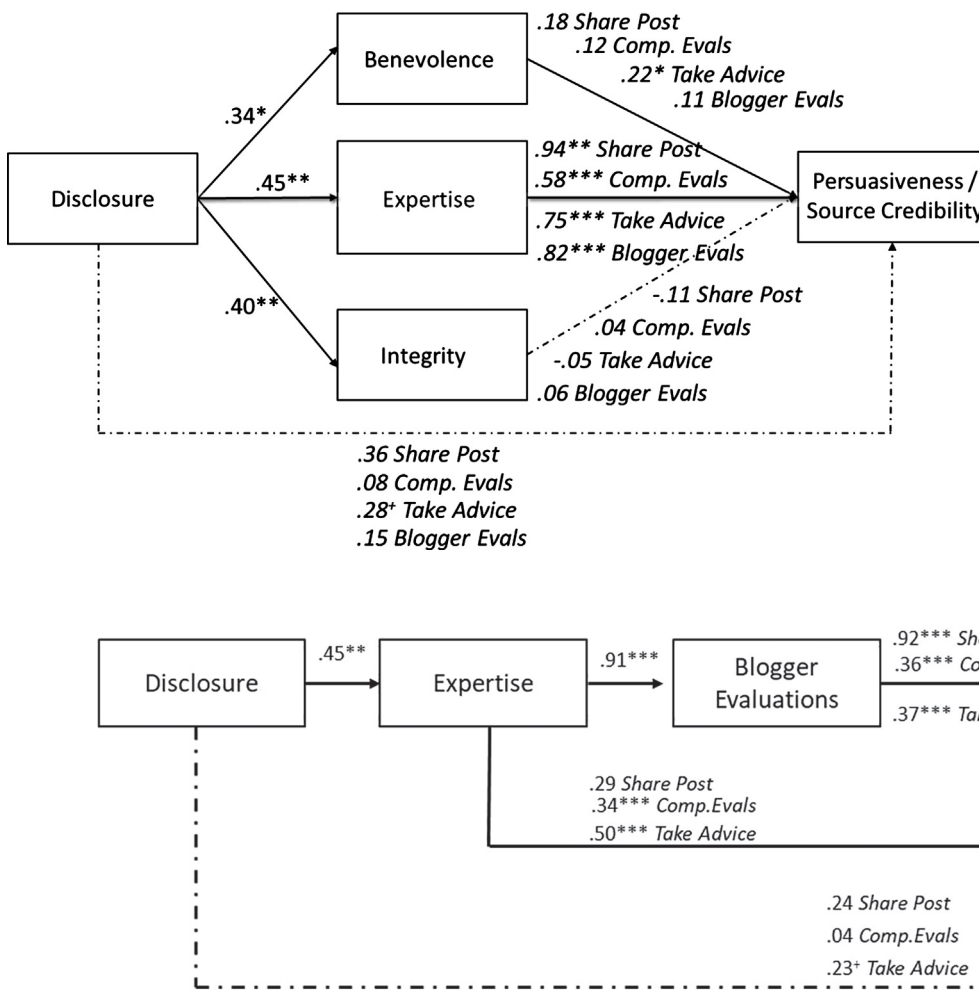 .18 Share Post
.12 Comp. Evals
.22* Take Advice
.11 Blogger Evals
Benevolence
.34*
.94** Share Post
.58*** Comp. Evals
.75*** Take Advice
.82*** Blogger Evals
Disclosure
.45**
Expertise
Persuasiveness /
Source Credibility
.40**
Integrity
-.11 Share Post
.04 Comp. Evals
-.05 Take Advice
.06 Blogger Evals
.36 Share Post
.08 Comp. Evals
.28+ Take Advice
.15 Blogger Evals
Disclosure
.45**
Expertise
.91***
Blogger
Evaluations
.92***
.36***
.37***
.29 Share Post
.34*** Comp.Evals
.50*** Take Advice
.24 Share Post
.04 Comp.Evals
.23+ Take Advice